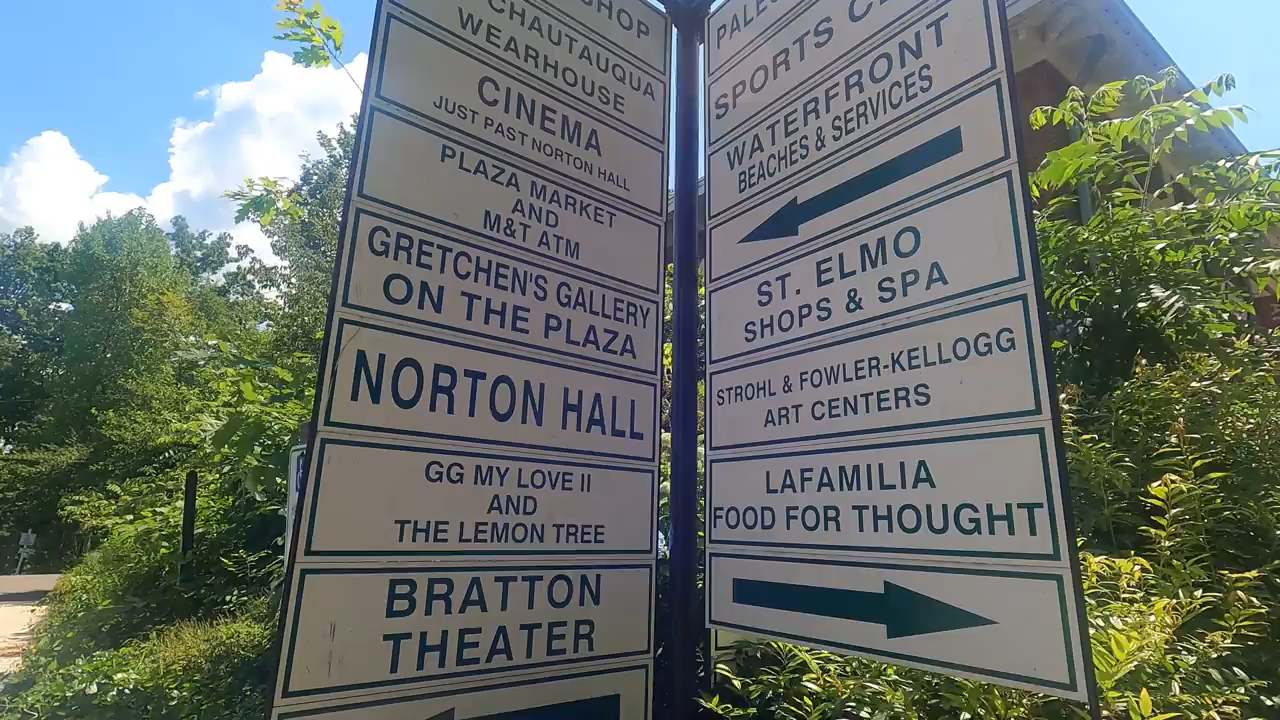 SHOP
CHAUTAUQUA
WEARHOUSE
CINEMA
JUST PAST NORTON HALL
PLAZA MARKET
AND
M&T ATM
GRETCHEN'S GALLERY
ON THE PLAZA
NORTON HALL
GG MY LOVE II
AND
THE LEMON TREE
BRATTON
THEATER
SPORTS
WATERFRONT
BEACHES & SERVICES
ST. ELMO
SHOPS & SPA
STROHL & FOWLER-KELLOGG
ART CENTERS
LAFAMILIA
FOOD FOR THOUGHT